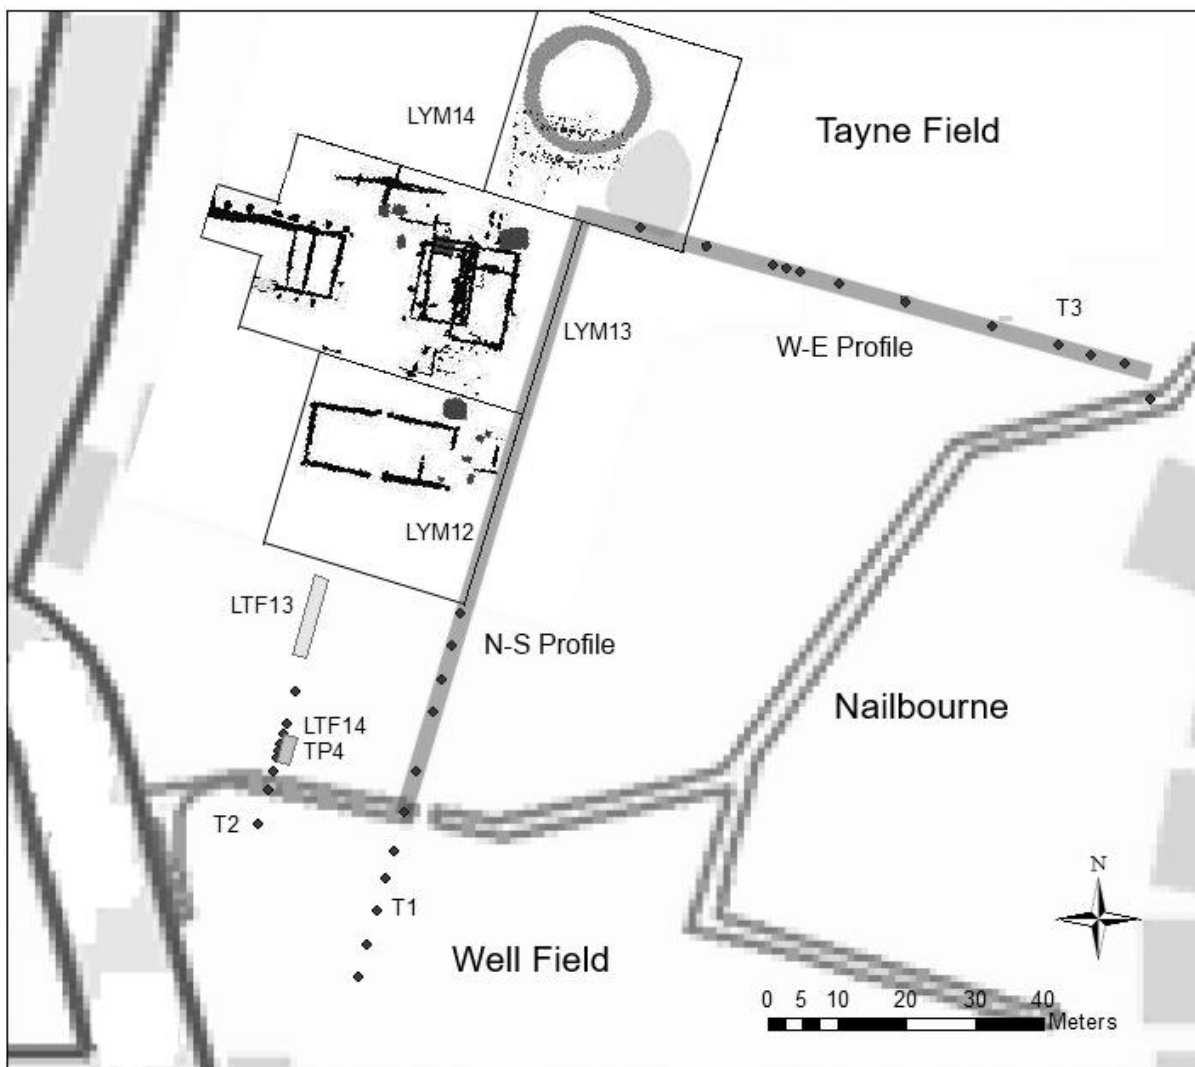 LYM14
Tayne Field
T3
LYM13
W-E Profile
LYM12
LTF13
N-S Profile
LTF14
TP4
Nailbourne
T2
N
T1
Well Field
0 5 10 20 30 40
Meters